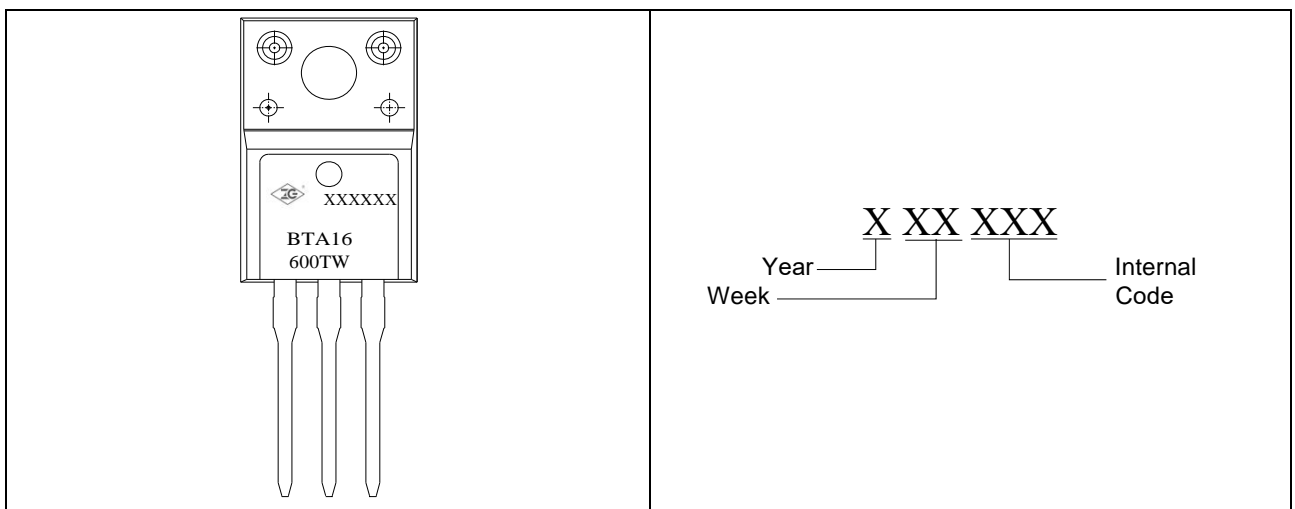 XXXXXX
BTA16
600TW
X XX XXX
Year
Week
Internal
Code